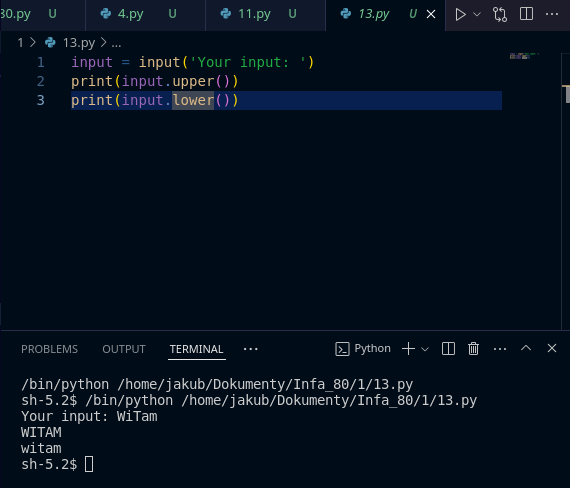 30.py U 4.py U 11.py U 13.py U
1 > 13.py > ...
1 input = input('Your input: ')
2 print(input.upper())
3 print(input.lower())
PROBLEMS OUTPUT TERMINAL ... Python
/bin/python /home/jakub/Dokumenty/Infa_80/1/13.py
sh-5.2$ /bin/python /home/jakub/Dokumenty/Infa_80/1/13.py
Your input: WiTam
WITAM
witam
sh-5.2$